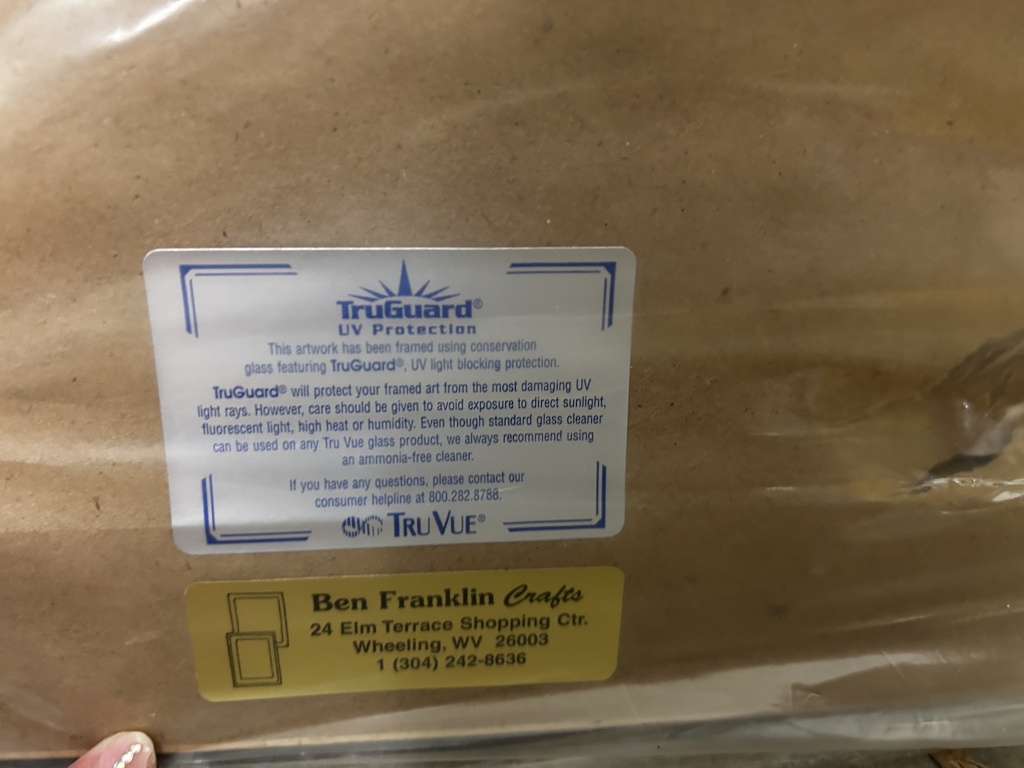 TruGuard®
UV Protection
This artwork has been framed using conservation
glass featuring TruGuard®, UV light blocking protection.
TruGuard® will protect your framed art from the most damaging UV
light rays. However, care should be given to avoid exposure to direct sunlight,
fluorescent light, high heat or humidity. Even though standard glass cleaner
can be used on any Tru Vue glass product, we always recommend using
an ammonia-free cleaner.
If you have any questions, please contact our
consumer helpline at 800.282.8788.
TRU VUE®
Ben Franklin Crafts
24 Elm Terrace Shopping Ctr.
Wheeling, WV 26003
1 (304) 242-8636